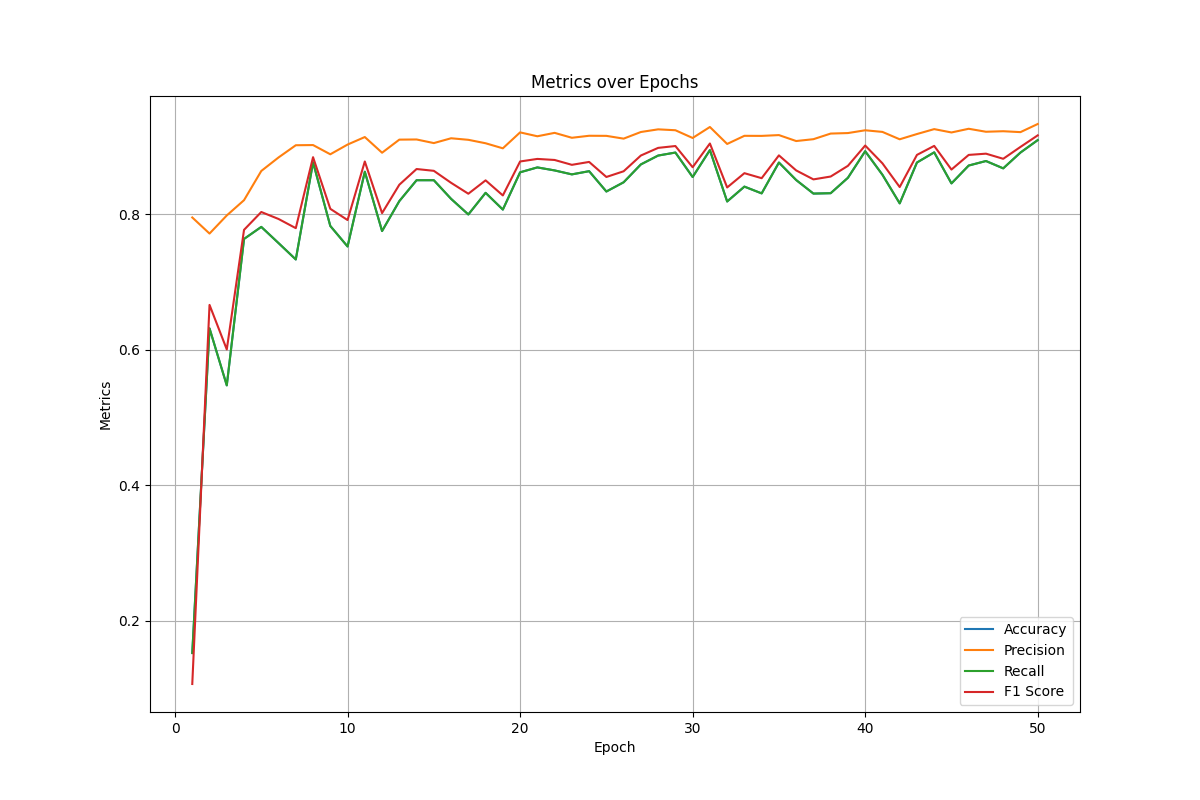 Metrics over Epochs
Metrics
0.8
0.6
0.4
0.2
0 10 20 30 40 50
Epoch
Accuracy
Precision
Recall
F1 Score